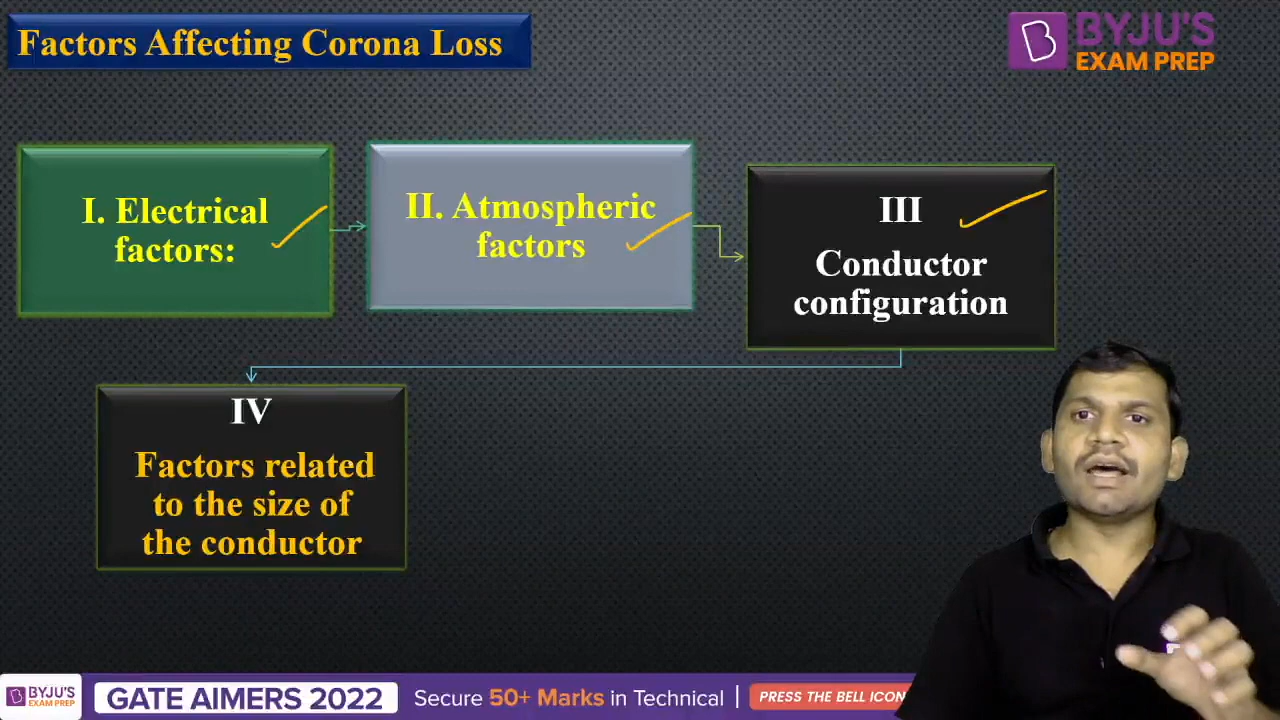 Factors Affecting Corona Loss
BYJU'S
EXAM PREP
I. Electrical
factors:
II. Atmospheric
factors
III
Conductor
configuration
IV
Factors related
to the size of
the conductor
BYJU'S
EXAM PREP
GATE AIMERS 2022
Secure 50+ Marks in Technical
PRESS THE BELL ICON